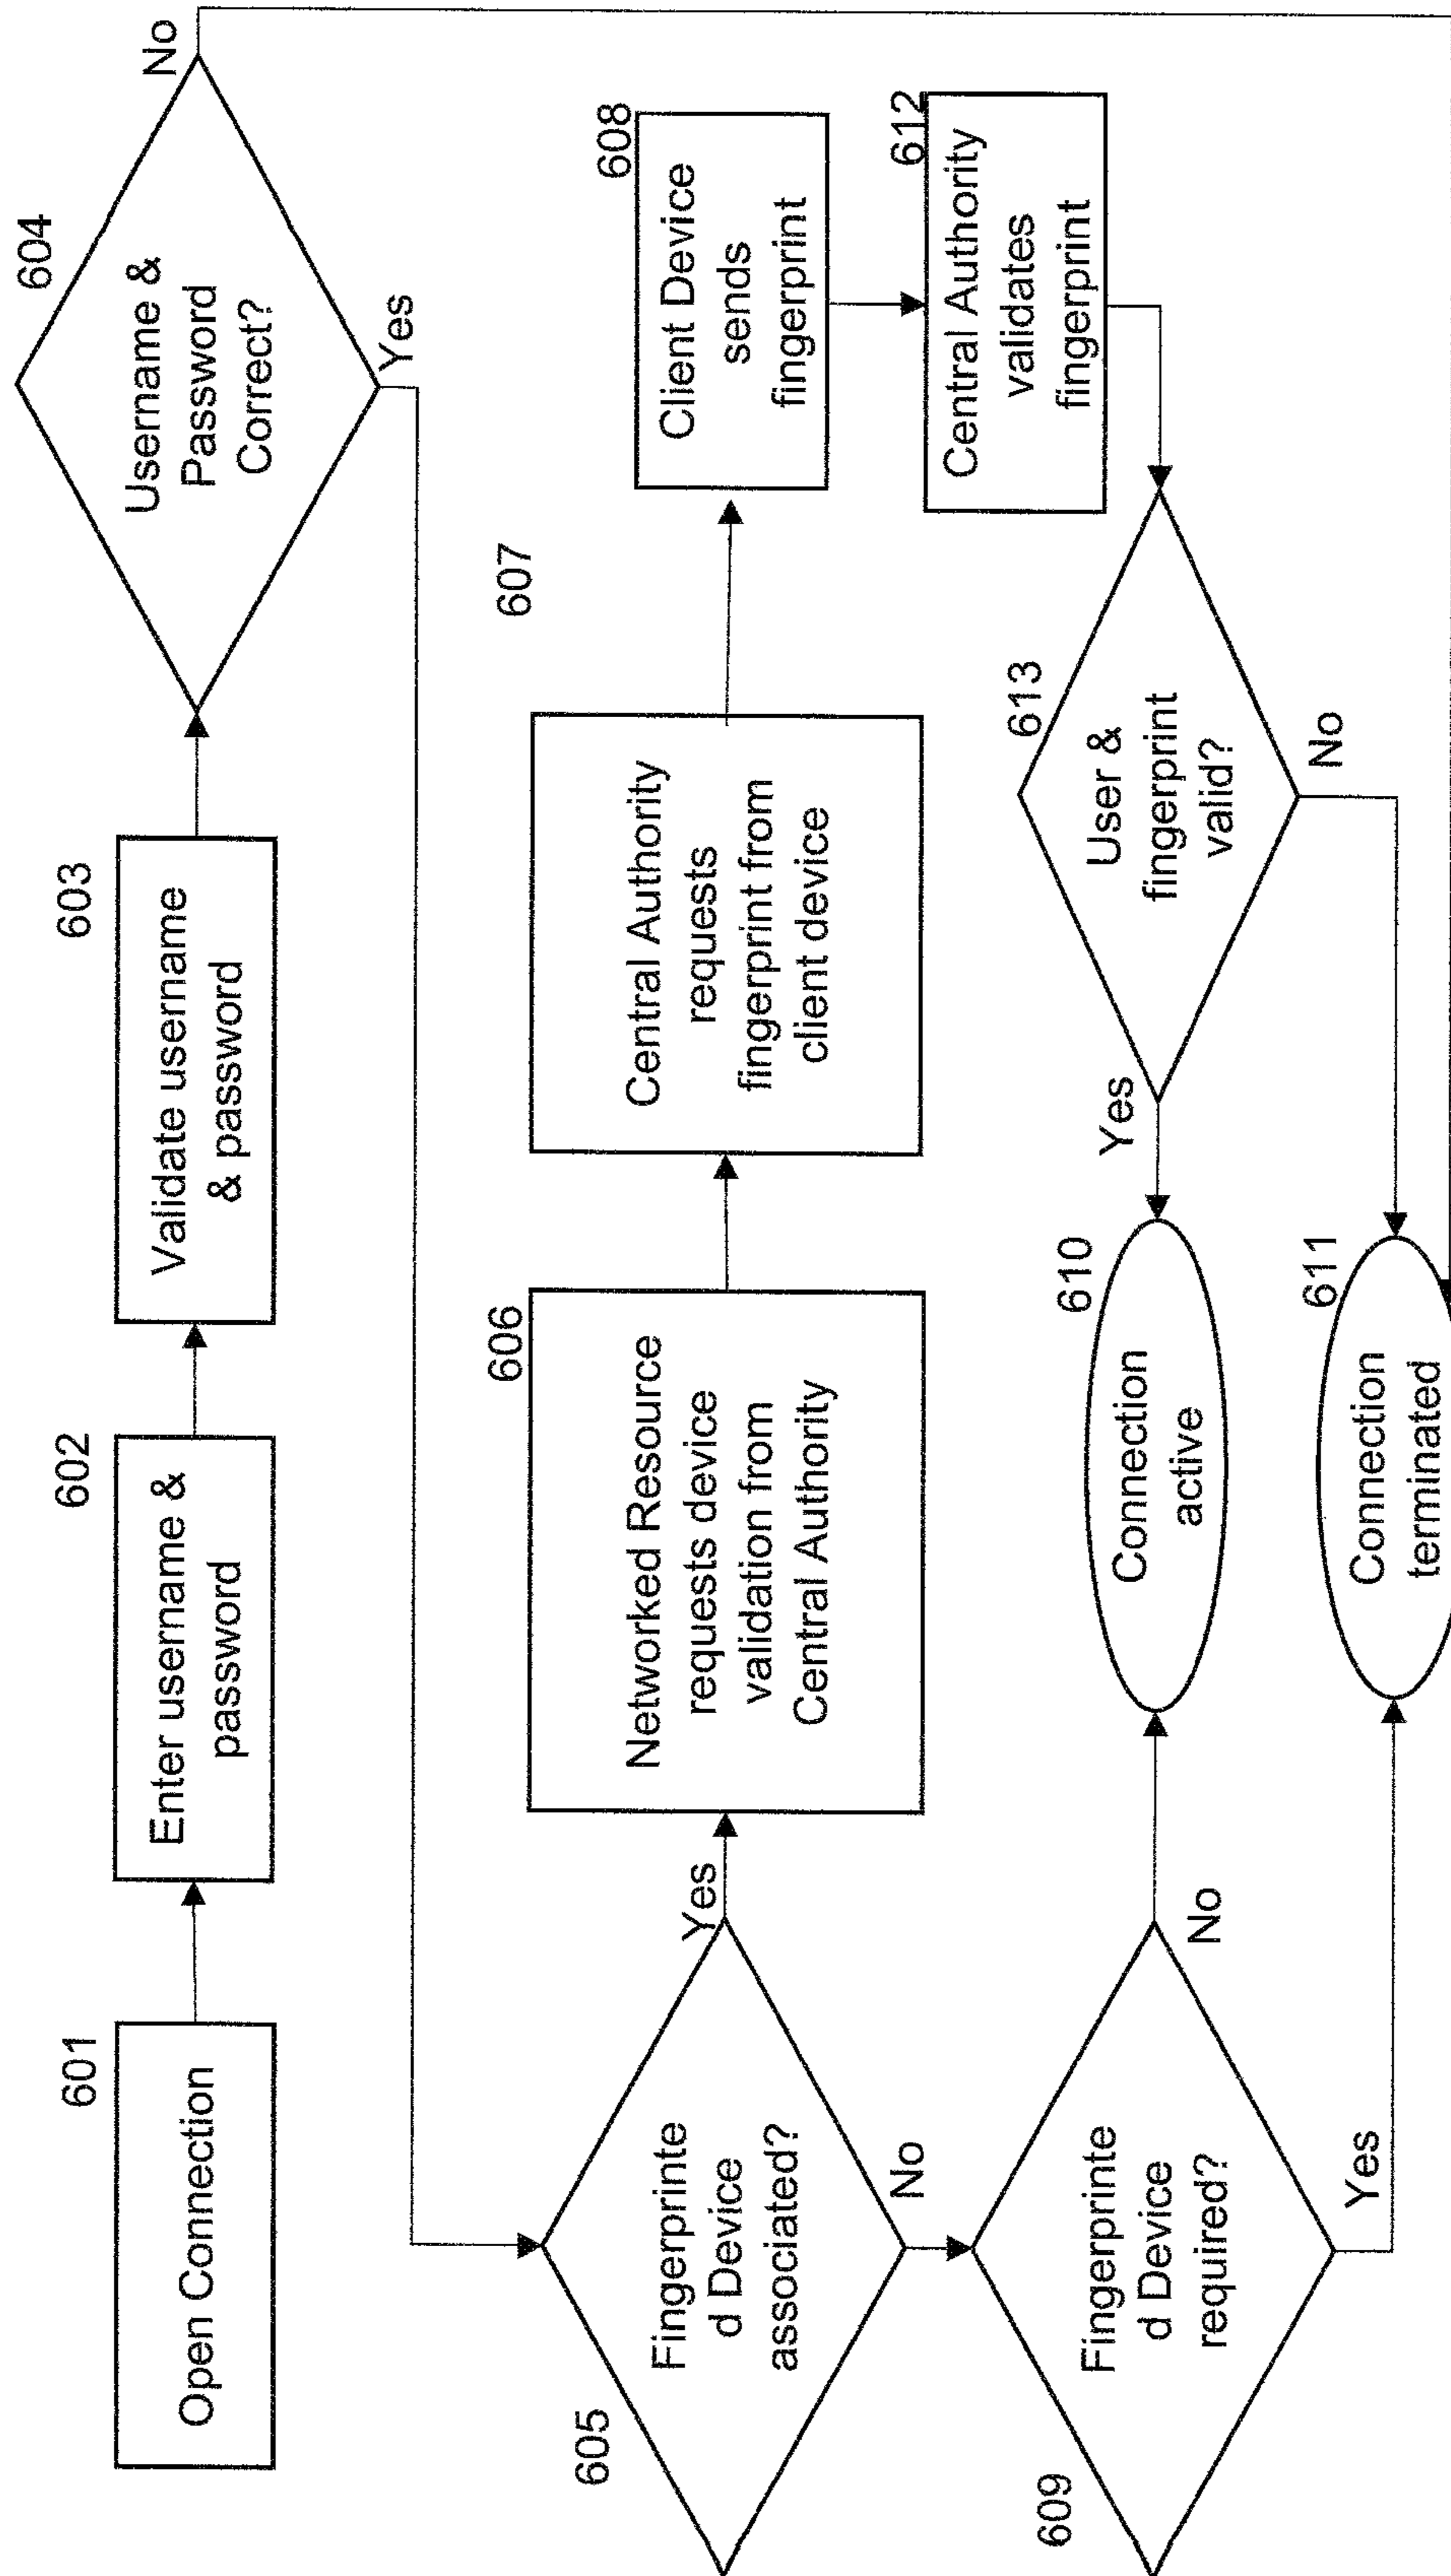 601
Open Connection
602
Enter username &
password
603
Validate username
& password
604
Username &
Password
Correct?
No
Yes
605
Fingerprinte
d Device
associated?
Yes
No
606
Networked Resource
requests device
validation from
Central Authority
607
Central Authority
requests
fingerprint from
client device
608
Client Device
sends
fingerprint
609
Fingerprinte
d Device
required?
No
Yes
610
Connection
active
611
Connection
terminated
612
Central Authority
validates
fingerprint
613
User &
fingerprint
valid?
Yes
No